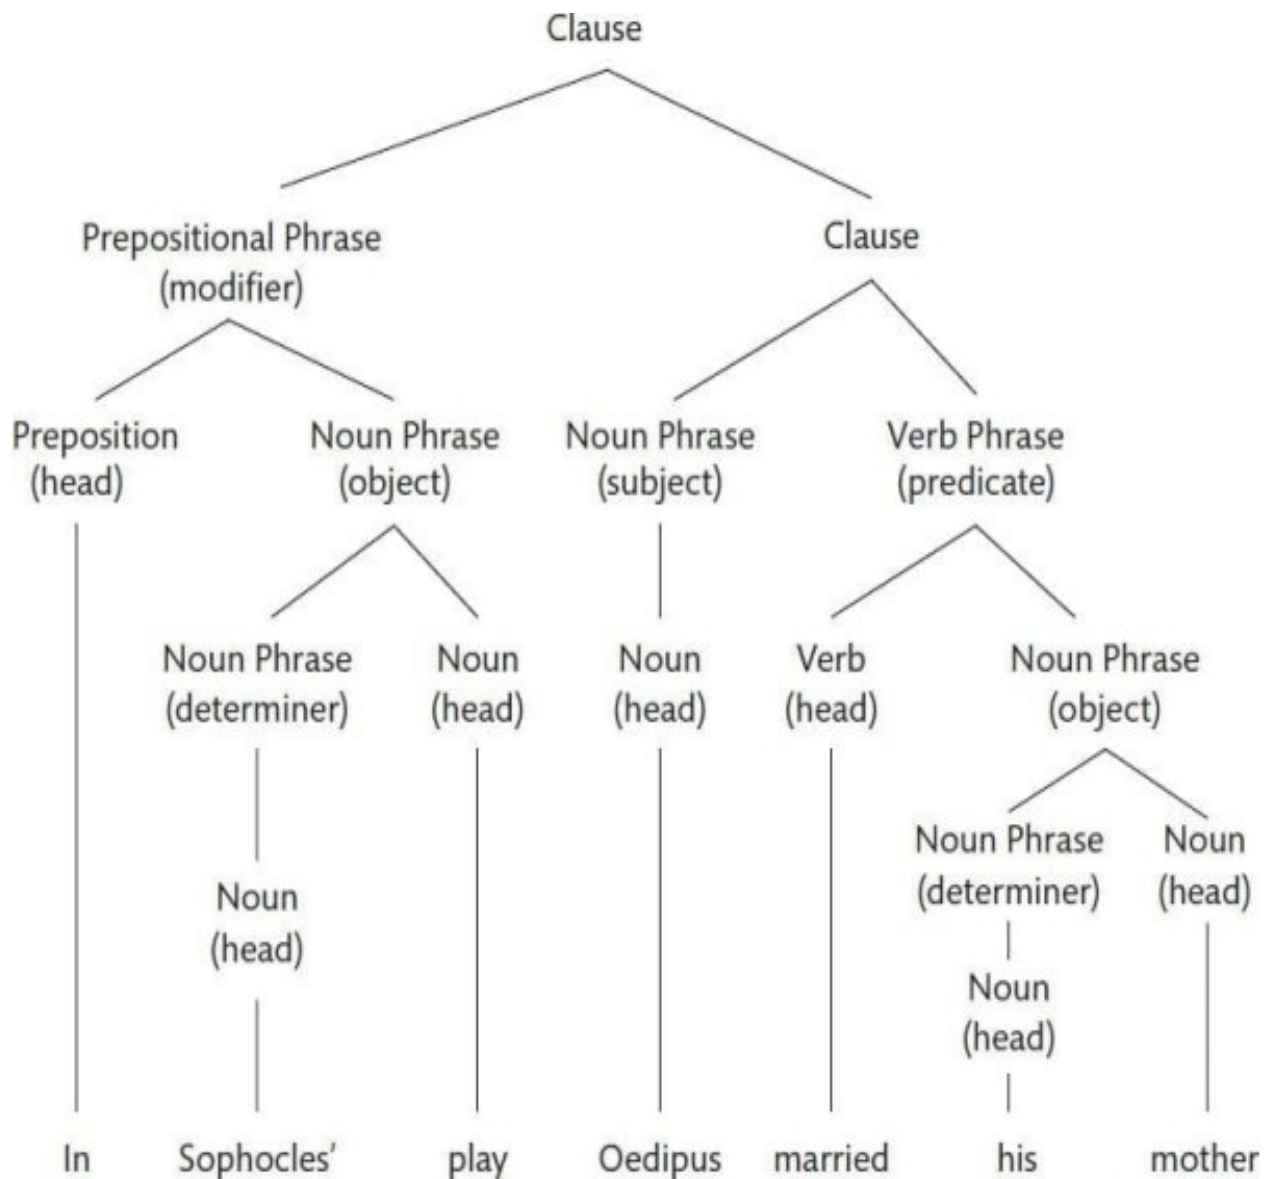 Clause
Prepositional Phrase
(modifier)
Clause
Preposition
(head)
Noun Phrase
(object)
Noun Phrase
(subject)
Verb Phrase
(predicate)
Noun Phrase
(determiner)
Noun
(head)
Noun
(head)
Verb
(head)
Noun Phrase
(object)
Noun
(head)
Noun Phrase
(determiner)
Noun
(head)
Noun
(head)
In Sophocles’ play Oedipus married his mother